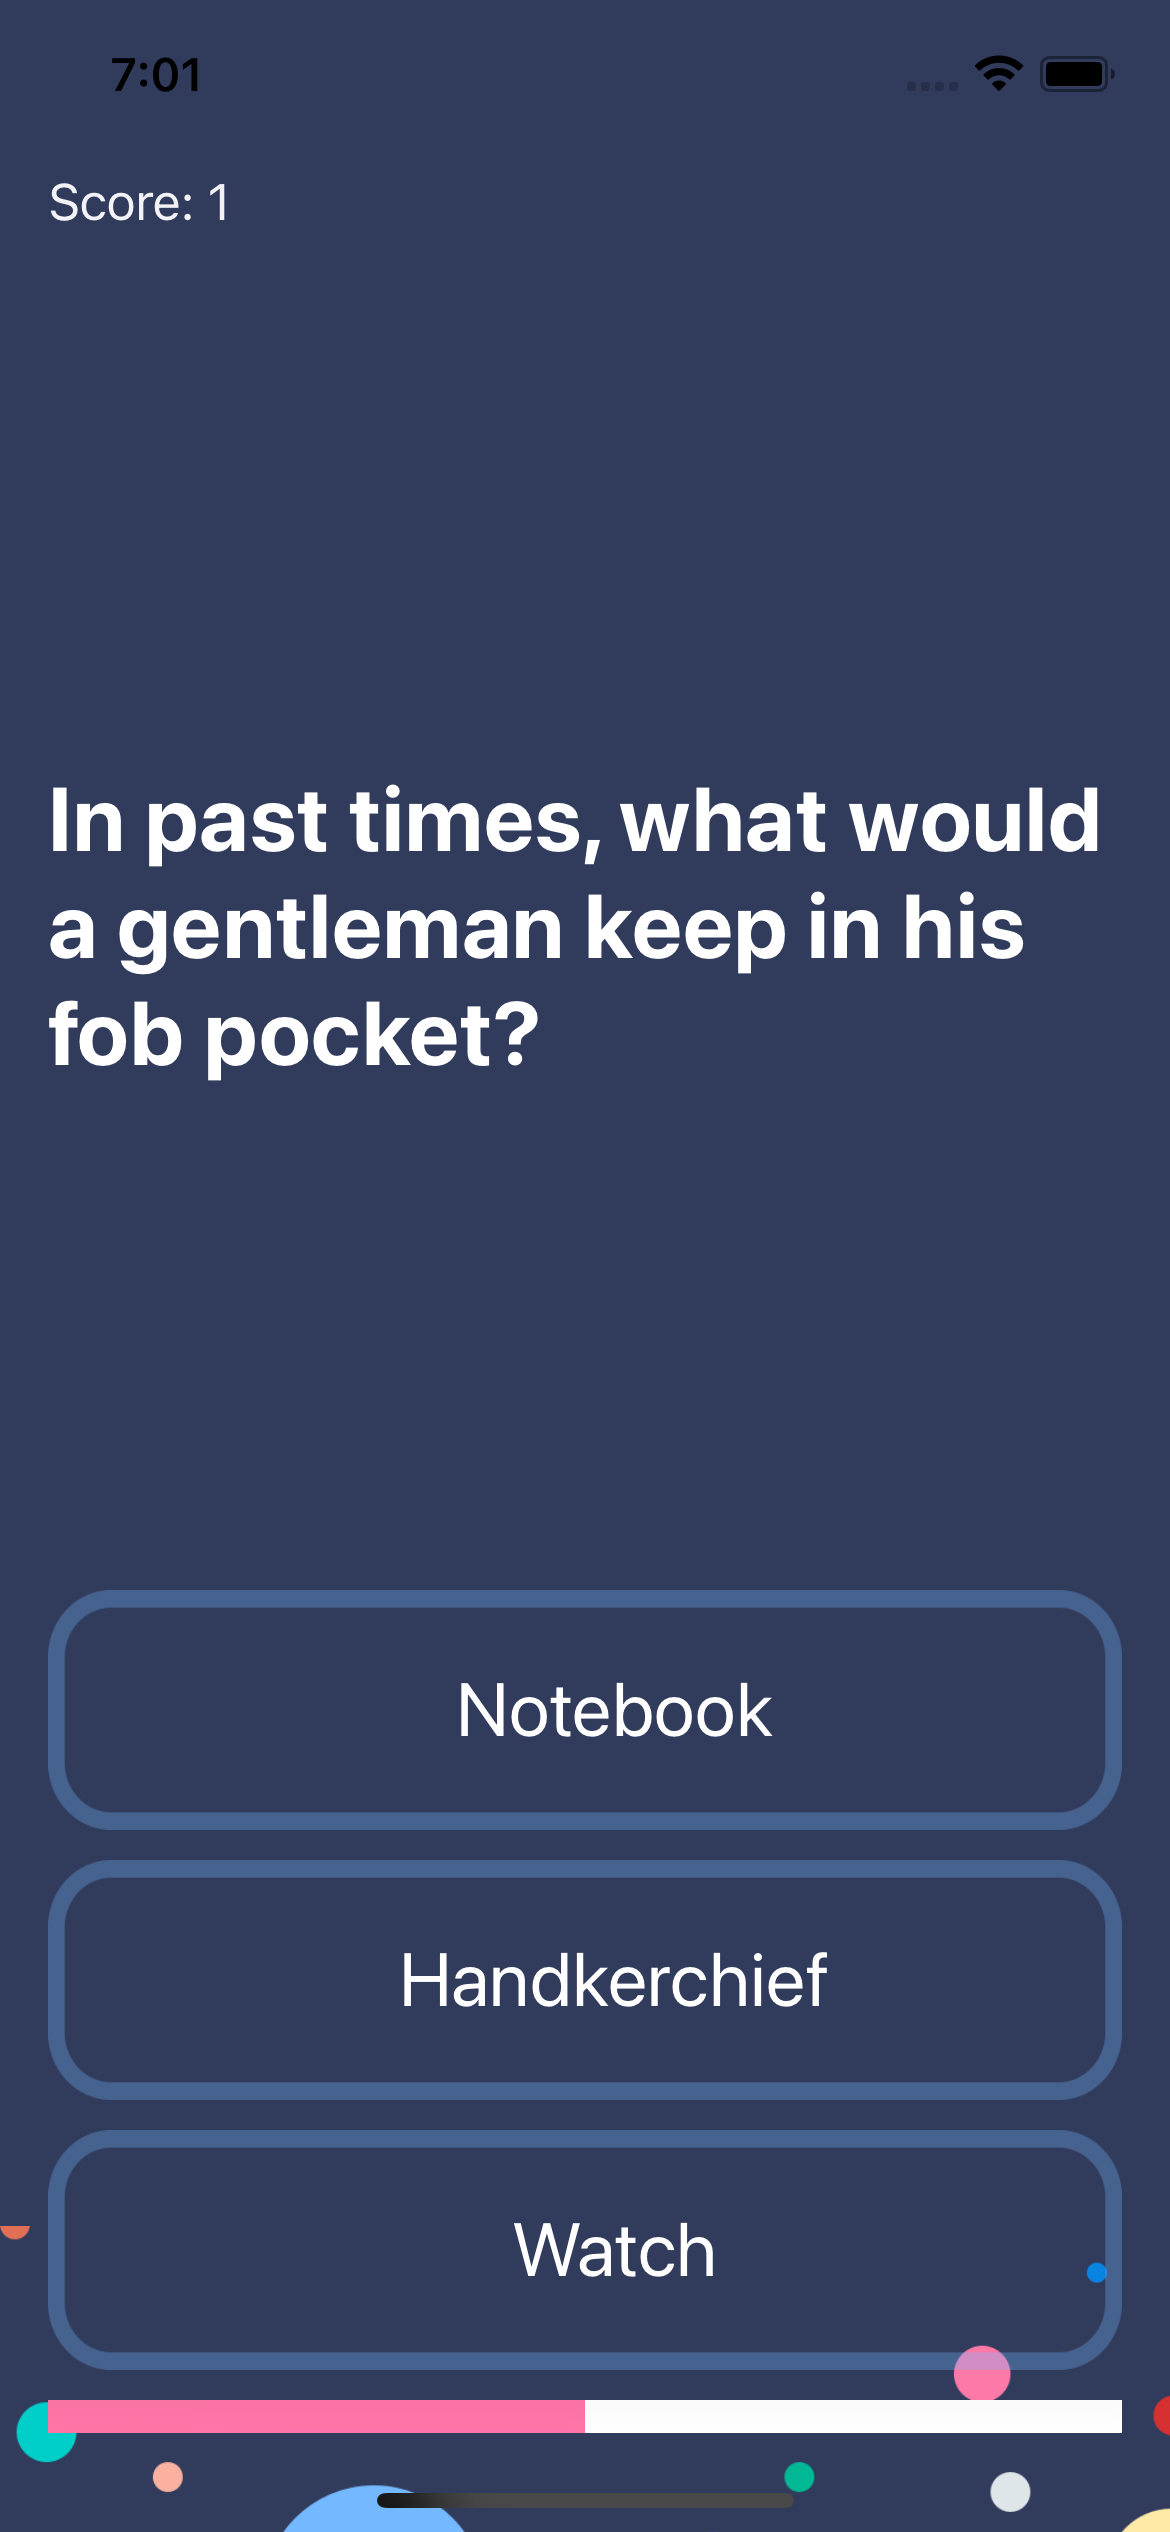 7:01
Score: 1
In past times, what would
a gentleman keep in his
fob pocket?
Notebook
Handkerchief
Watch